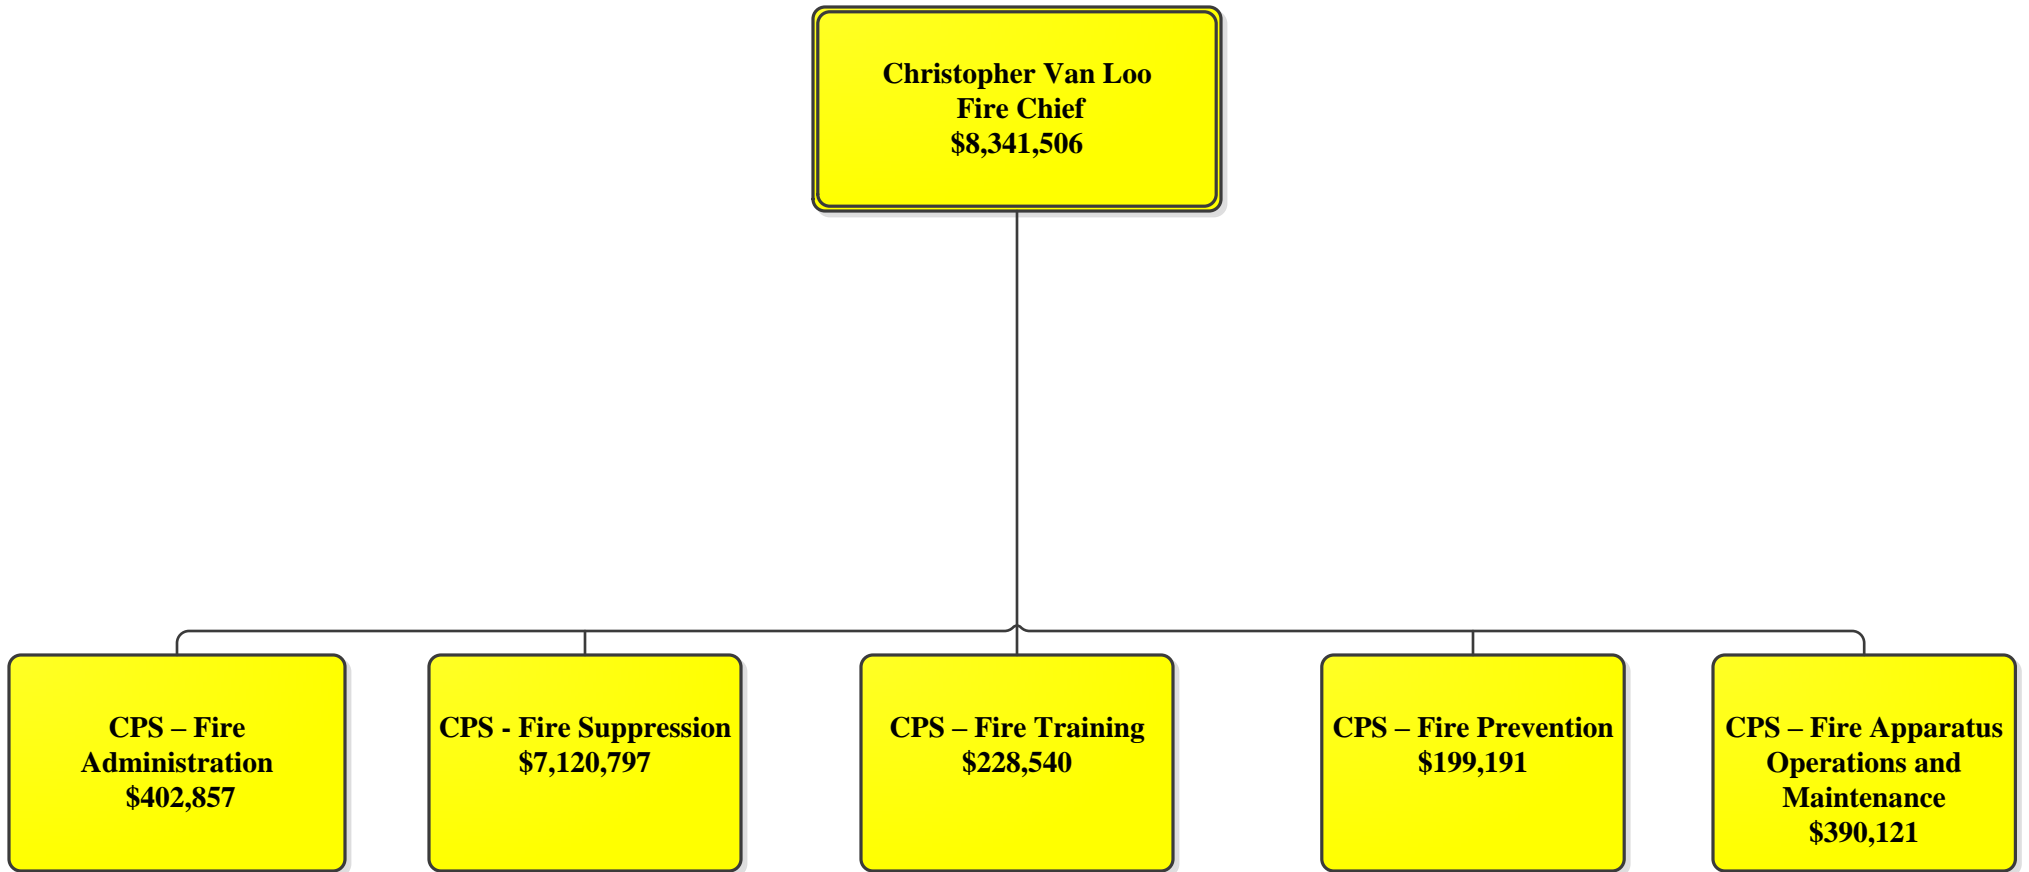 Christopher Van Loo
Fire Chief
$8,341,506
CPS – Fire
Administration
$402,857
CPS - Fire Suppression
$7,120,797
CPS – Fire Training
$228,540
CPS – Fire Prevention
$199,191
CPS – Fire Apparatus
Operations and
Maintenance
$390,121